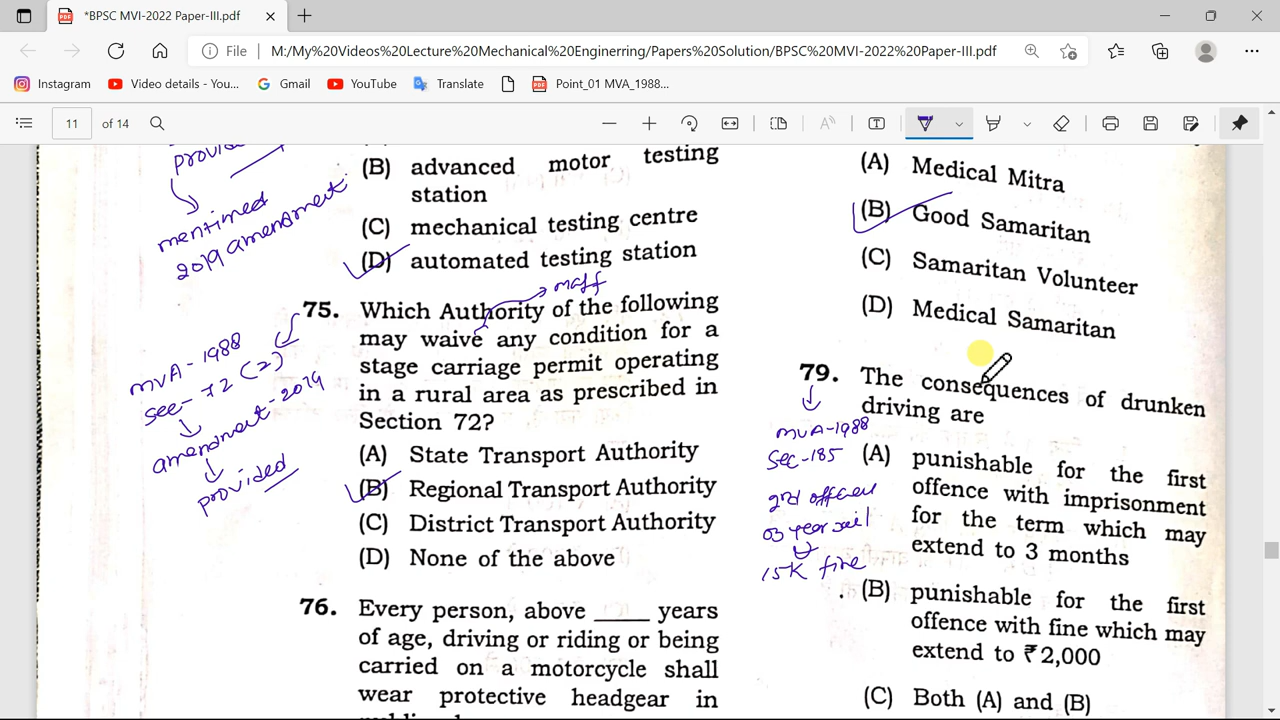 *BPSC MVI-2022 Paper-III.pdf
File
M:/My%20Videos%20Lecture%20Mechanical%20Enginerring/Papers%20Solution/BPSC%20MVI-2022%20Paper-III.pdf
Instagram
Video details - You...
Gmail
YouTube
Translate
Point_01 MVA_1988...
11 of 14
mentimed
2019 amendment
(B) advanced motor testing
station
(C) mechanical testing centre
(D) automated testing station
75. Which Authority of the following
may waive any condition for a
stage carriage permit operating
in a rural area as prescribed in
Section 72?
(A) State Transport Authority
(B) Regional Transport Authority
(C) District Transport Authority
(D) None of the above
MVA-1988
Sec-72 (2)
amendment-2019
provided
76. Every person, above ____ years
of age, driving or riding or being
carried on a motorcycle shall
wear protective headgear in
(A) Medical Mitra
(B) Good Samaritan
(C) Samaritan Volunteer
(D) Medical Samaritan
79. The consequences of drunken
driving are
MVA-1988
Sec-185
2nd offence
03 year jail
15K fine
(A) punishable for the first
offence with imprisonment
for the term which may
extend to 3 months
(B) punishable for the first
offence with fine which may
extend to ₹2,000
(C) Both (A) and (B)